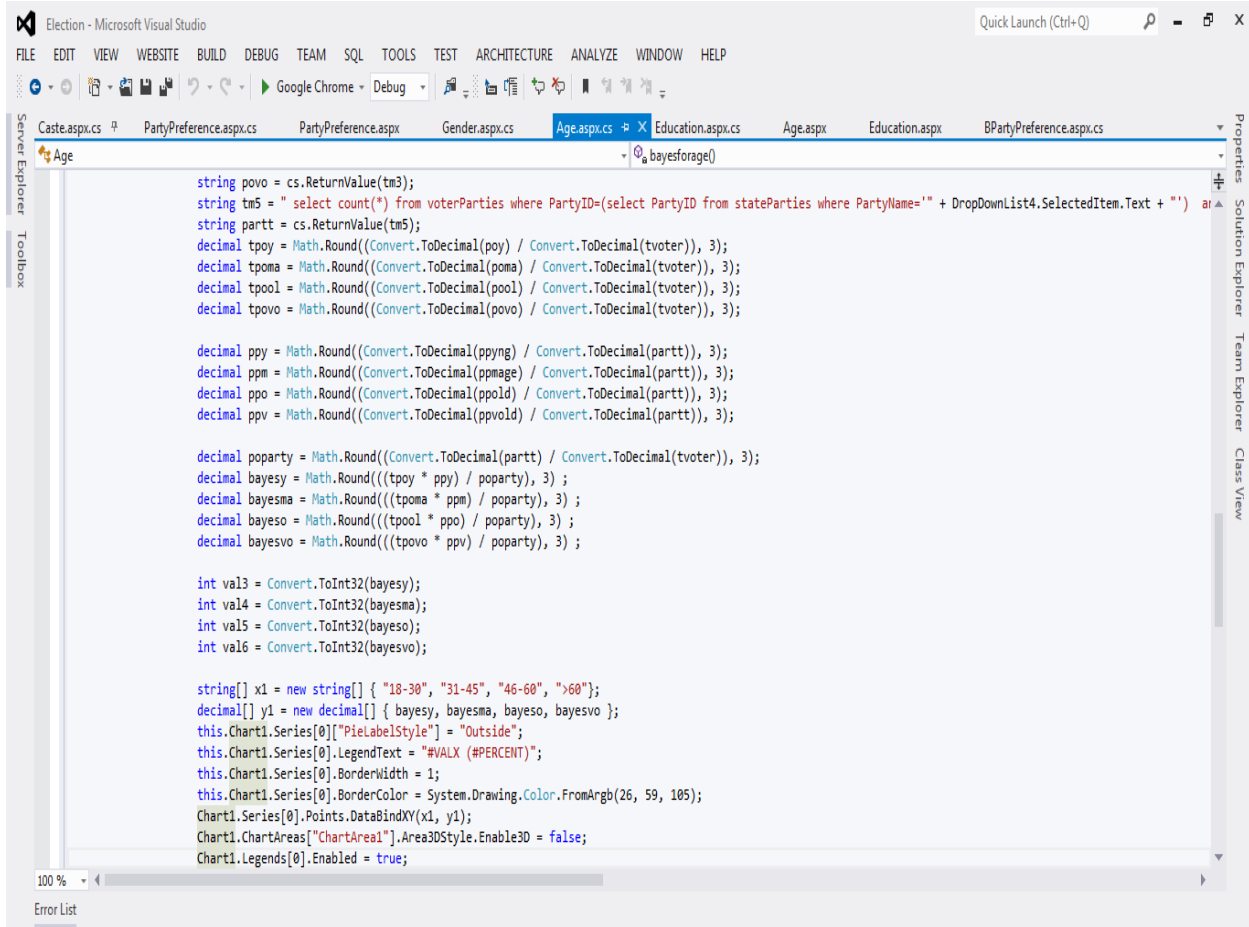 Election - Microsoft Visual Studio
Quick Launch (Ctrl+Q)
FILE EDIT VIEW WEBSITE BUILD DEBUG TEAM SQL TOOLS TEST ARCHITECTURE ANALYZE WINDOW HELP
Google Chrome Debug
Caste.aspx.cs PartyPreference.aspx.cs PartyPreference.aspx Gender.aspx.cs Age.aspx.cs Education.aspx.cs Age.aspx Education.aspx BPartyPreference.aspx.cs
Age bayesforage()
string povo = cs.ReturnValue(tm3);
string tm5 = " select count(*) from voterParties where PartyID=(select PartyID from stateParties where PartyName='" + DropDownList4.SelectedItem.Text + "') a
string partt = cs.ReturnValue(tm5);
decimal tpoy = Math.Round((Convert.ToDecimal(poy) / Convert.ToDecimal(tvoter)), 3);
decimal tpoma = Math.Round((Convert.ToDecimal(poma) / Convert.ToDecimal(tvoter)), 3);
decimal tpool = Math.Round((Convert.ToDecimal(pool) / Convert.ToDecimal(tvoter)), 3);
decimal tpovo = Math.Round((Convert.ToDecimal(povo) / Convert.ToDecimal(tvoter)), 3);
decimal ppy = Math.Round((Convert.ToDecimal(ppyng) / Convert.ToDecimal(partt)), 3);
decimal ppm = Math.Round((Convert.ToDecimal(ppmage) / Convert.ToDecimal(partt)), 3);
decimal ppo = Math.Round((Convert.ToDecimal(ppold) / Convert.ToDecimal(partt)), 3);
decimal ppv = Math.Round((Convert.ToDecimal(ppvold) / Convert.ToDecimal(partt)), 3);
decimal poparty = Math.Round((Convert.ToDecimal(partt) / Convert.ToDecimal(tvoter)), 3);
decimal bayesy = Math.Round(((tpoy * ppy) / poparty), 3) ;
decimal bayesma = Math.Round(((tpoma * ppm) / poparty), 3) ;
decimal bayeso = Math.Round(((tpool * ppo) / poparty), 3) ;
decimal bayesvo = Math.Round(((tpovo * ppv) / poparty), 3) ;
int val3 = Convert.ToInt32(bayesy);
int val4 = Convert.ToInt32(bayesma);
int val5 = Convert.ToInt32(bayeso);
int val6 = Convert.ToInt32(bayesvo);
string[] x1 = new string[] { "18-30", "31-45", "46-60", ">60"};
decimal[] y1 = new decimal[] { bayesy, bayesma, bayeso, bayesvo };
this.Chart1.Series[0]["PieLabelStyle"] = "Outside";
this.Chart1.Series[0].LegendText = "#VALX (#PERCENT)";
this.Chart1.Series[0].BorderWidth = 1;
this.Chart1.Series[0].BorderColor = System.Drawing.Color.FromArgb(26, 59, 105);
Chart1.Series[0].Points.DataBindXY(x1, y1);
Chart1.ChartAreas["ChartArea1"].Area3DStyle.Enable3D = false;
Chart1.Legends[0].Enabled = true;
100 %
Error List
Server Explorer
Toolbox
Properties
Solution Explorer
Team Explorer
Class View